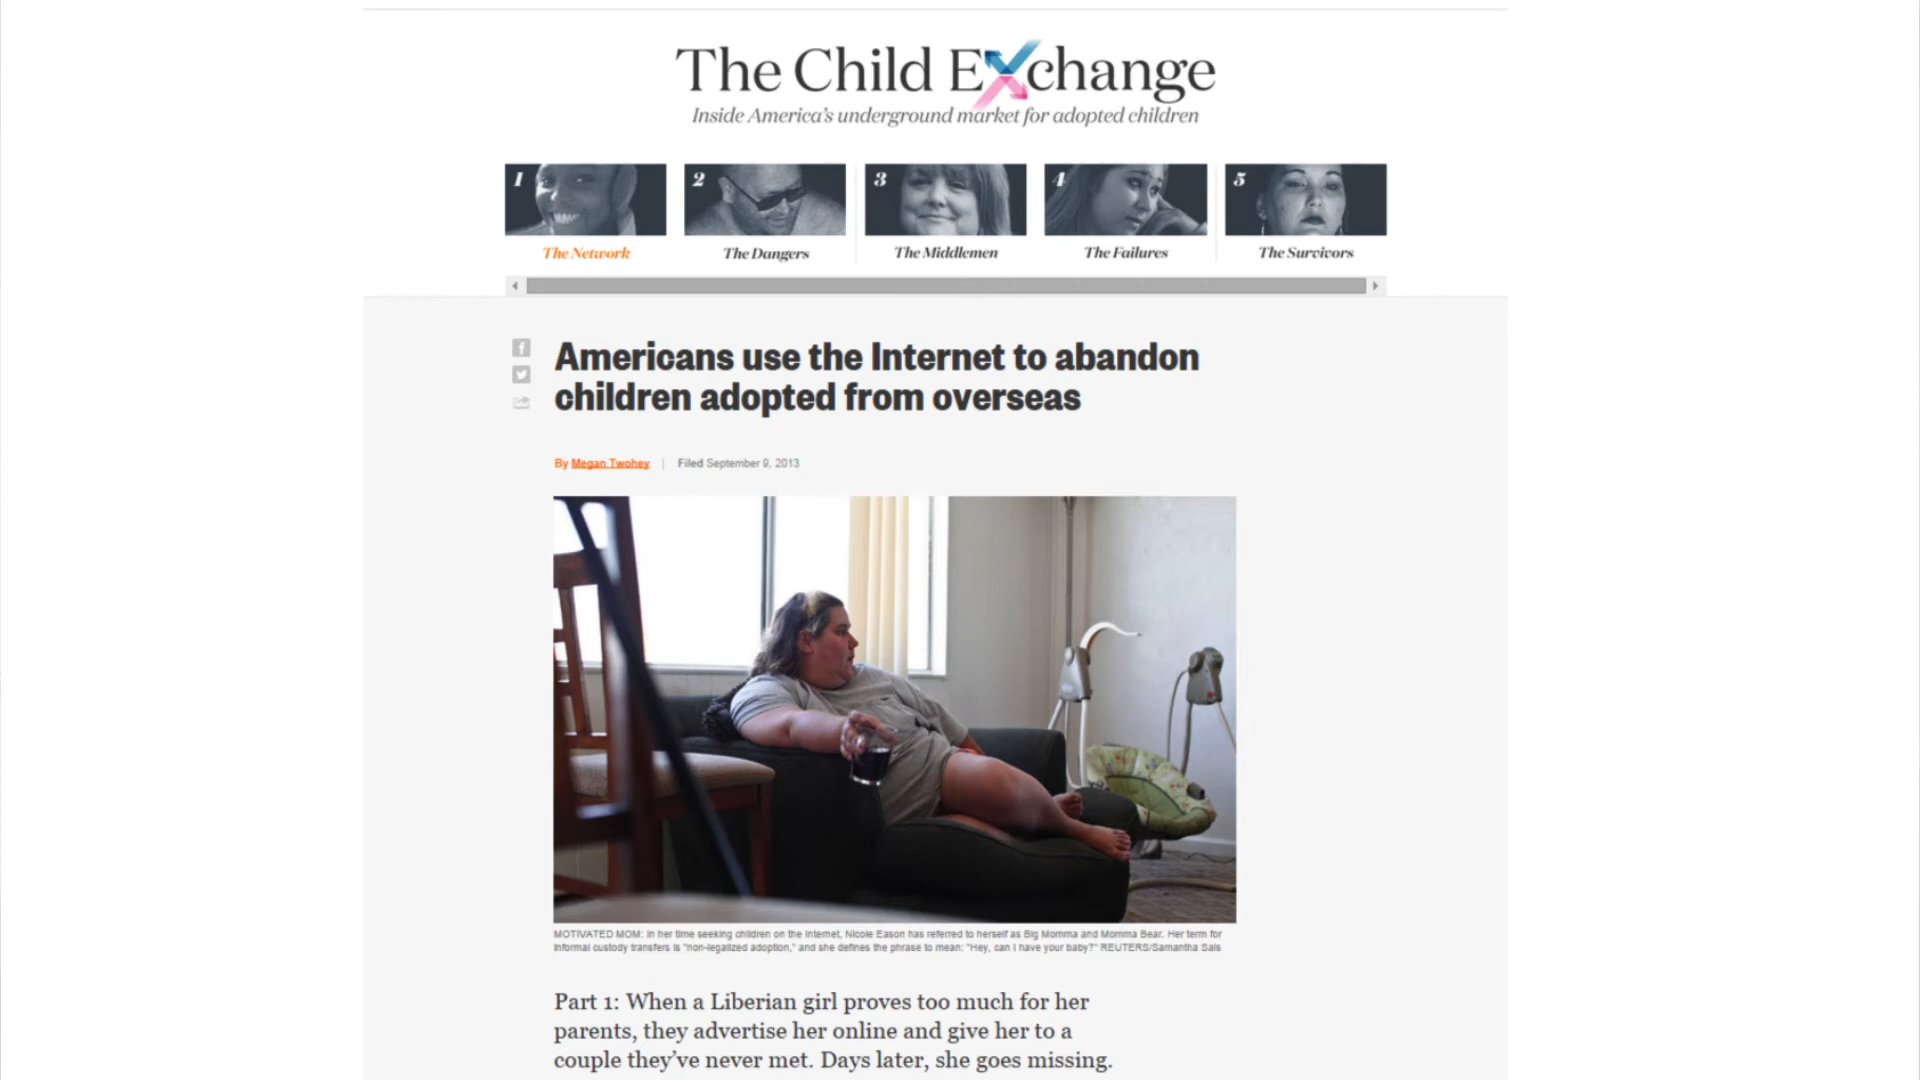 The Child Exchange
Inside America's underground market for adopted children
1
2
3
4
5
The Network
The Dangers
The Middlemen
The Failures
The Survivors
Americans use the Internet to abandon
children adopted from overseas
By Megan Twohey | Filed September 9, 2013
MOTIVATED MOM: In her time seeking children on the Internet, Nicole Eason has referred to herself as Big Momma and Momma Bear. Her term for
informal custody transfers is "non-legalized adoption," and she defines the phrase to mean: "Hey, can I have your baby?" REUTERS/Samantha Sais
Part 1: When a Liberian girl proves too much for her
parents, they advertise her online and give her to a
couple they've never met. Days later, she goes missing.